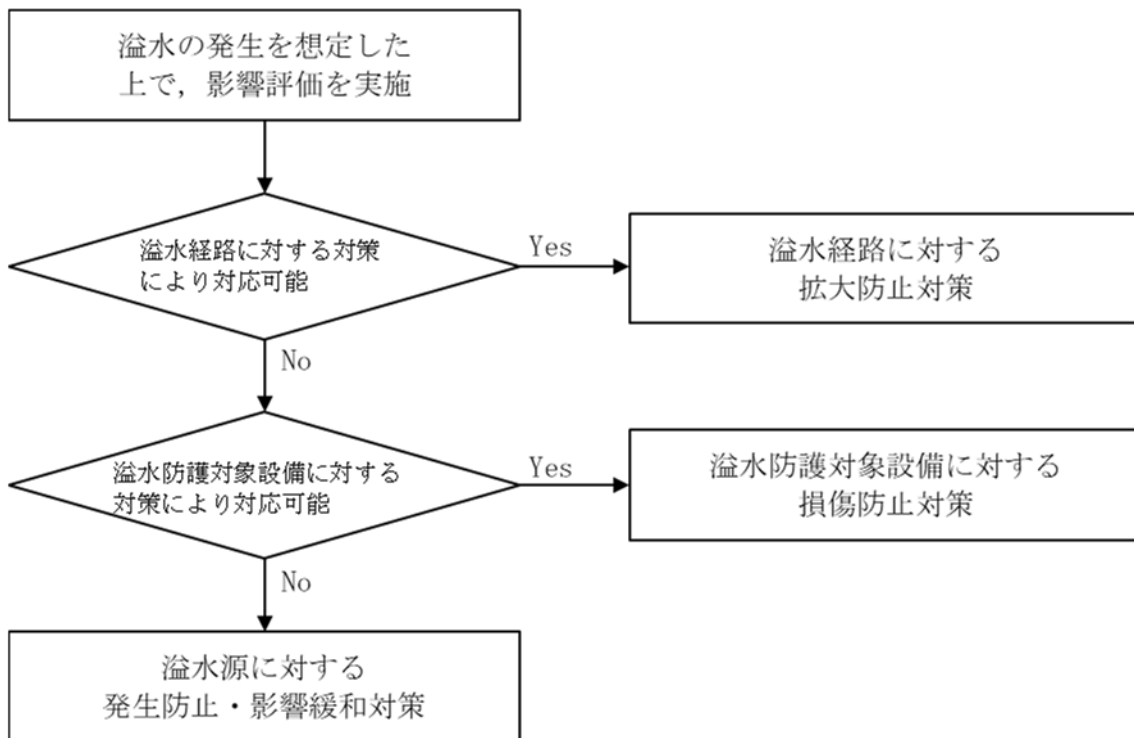 溢水の発生を想定した
上で，影響評価を実施
溢水経路に対する対策
により対応可能
Yes
溢水経路に対する
拡大防止対策
No
溢水防護対象設備に対する
対策により対応可能
Yes
溢水防護対象設備に対する
損傷防止対策
No
溢水源に対する
発生防止・影響緩和対策